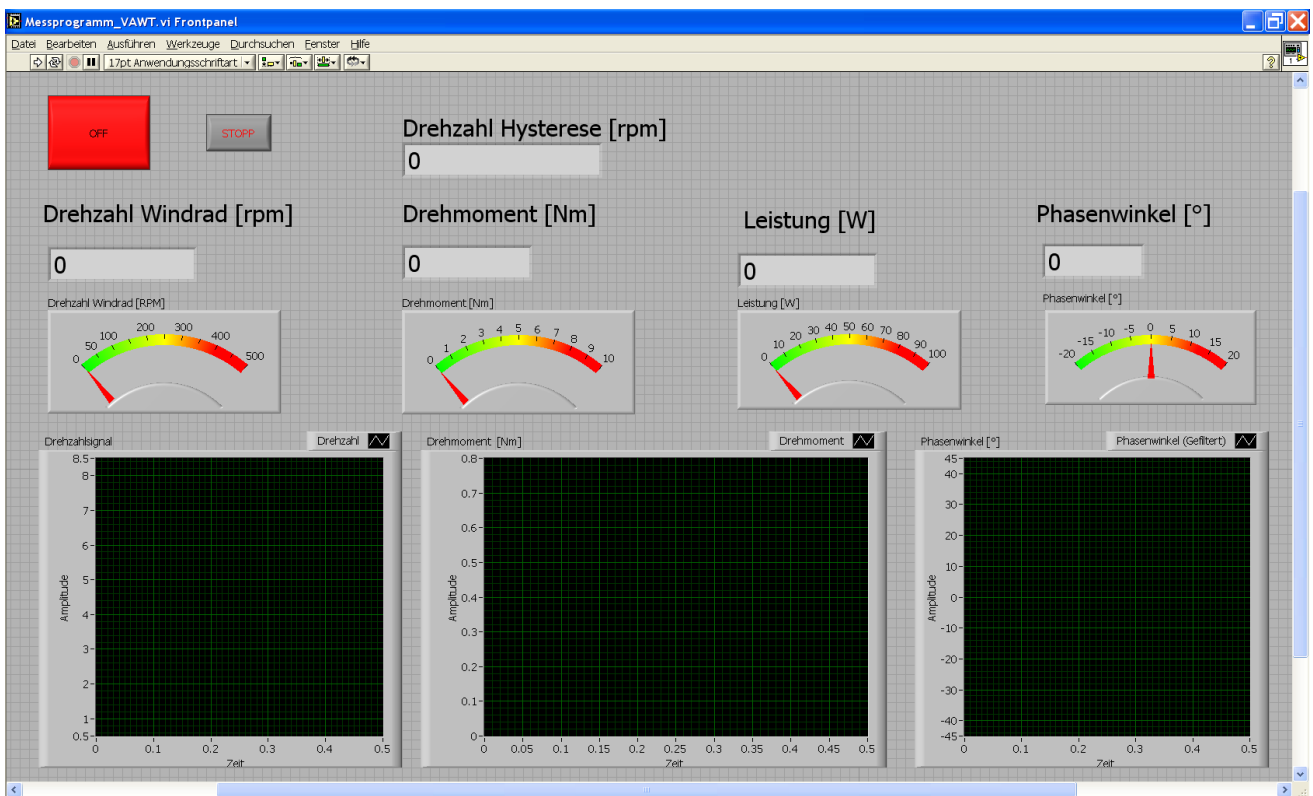 Messprogramm_VAWT.vi Frontpanel
Datei Bearbeiten Ausführen Werkzeuge Durchsuchen Fenster Hilfe
17pt Anwendungsschriftart
OFF
STOPP
Drehzahl Hysterese [rpm]
0
Drehzahl Windrad [rpm]
0
Drehmoment [Nm]
0
Leistung [W]
0
Phasenwinkel [°]
0
Drehzahl Windrad [RPM]
0 50 100 200 300 400 500
Drehmoment [Nm]
0 1 2 3 4 5 6 7 8 9 10
Leistung [W]
0 10 20 30 40 50 60 70 80 90 100
Phasenwinkel [°]
-20 -15 -10 -5 0 5 10 15 20
Drehzahlsignal
Drehzahl
8.5
8
7
6
5
4
3
2
1
0.5
Amplitude
0 0.1 0.2 0.3 0.4 0.5
Zeit
Drehmoment [Nm]
Drehmoment
0.8
0.7
0.6
0.5
0.4
0.3
0.2
0.1
0
Amplitude
0 0.05 0.1 0.15 0.2 0.25 0.3 0.35 0.4 0.45 0.5
Zeit
Phasenwinkel [°]
Phasenwinkel (Gefiltert)
45
40
30
20
10
0
-10
-20
-30
-40
-45
Amplitude
0 0.1 0.2 0.3 0.4 0.5
Zeit